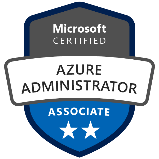 Microsoft
CERTIFIED
AZURE
ADMINISTRATOR
ASSOCIATE